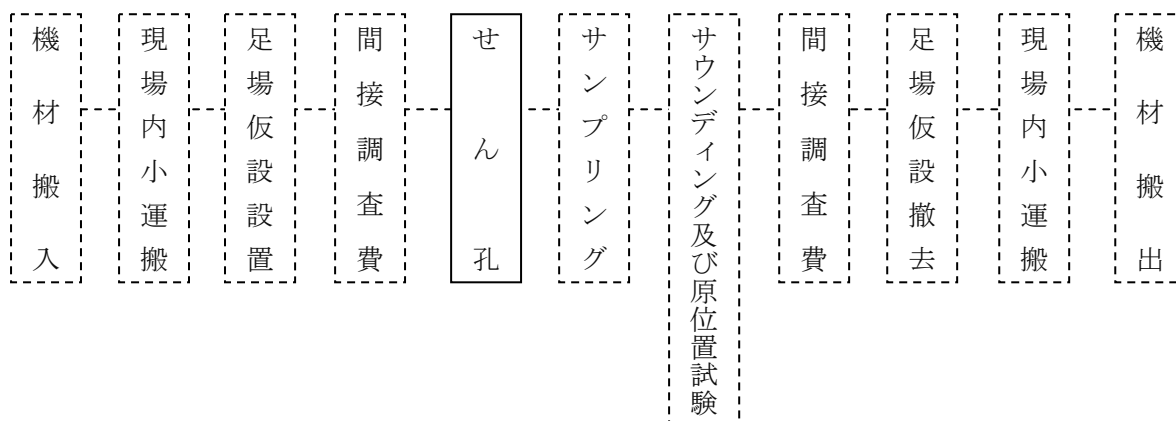 機材搬入
現場内小運搬
足場仮設設置
間接調査費
せん孔
サンプリング
サウンディング及び原位置試験
間接調査費
足場仮設撤去
現場内小運搬
機材搬出